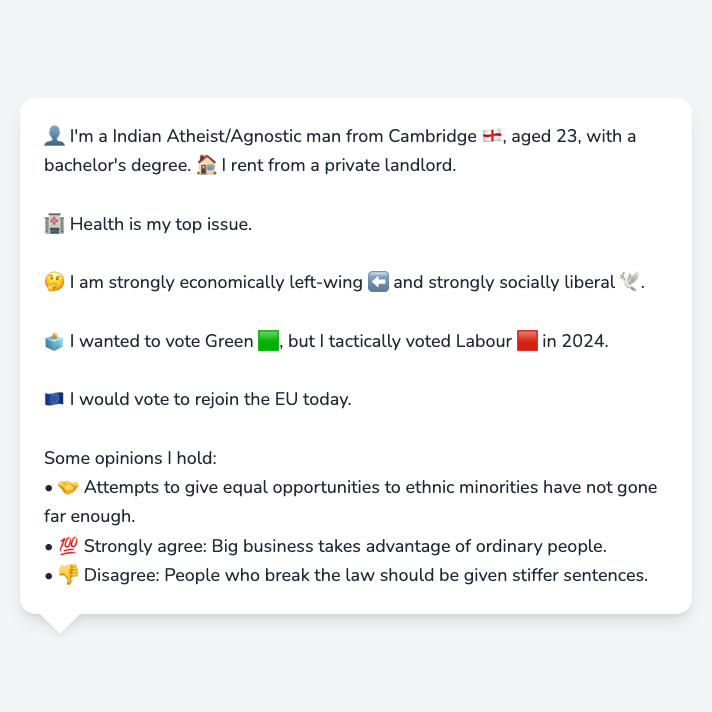 👤 I'm a Indian Atheist/Agnostic man from Cambridge 🏴󠁧󠁢󠁥󠁮󠁧󠁿, aged 23, with a
bachelor's degree. 🏠 I rent from a private landlord.
🏥 Health is my top issue.
🤔 I am strongly economically left-wing ⬅️ and strongly socially liberal 🕊️.
🗳️ I wanted to vote Green 🟩, but I tactically voted Labour 🟥 in 2024.
🇪🇺 I would vote to rejoin the EU today.
Some opinions I hold:
• 🤝 Attempts to give equal opportunities to ethnic minorities have not gone
far enough.
• 💯 Strongly agree: Big business takes advantage of ordinary people.
• 👎 Disagree: People who break the law should be given stiffer sentences.